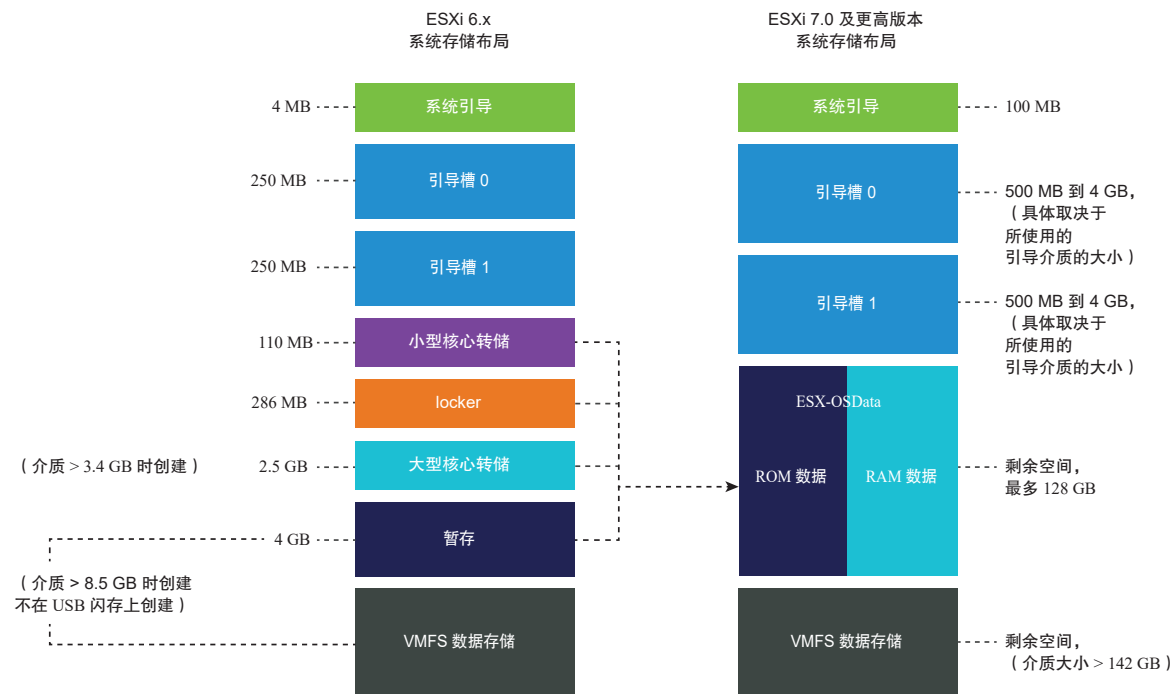 ESXi 6.x
系统存储布局
ESXi 7.0 及更高版本
系统存储布局
4 MB
系统引导
系统引导
100 MB
250 MB
引导槽 0
引导槽 0
500 MB 到 4 GB,
（具体取决于
所使用的
引导介质的大小）
250 MB
引导槽 1
引导槽 1
500 MB 到 4 GB,
（具体取决于
所使用的
引导介质的大小）
110 MB
小型核心转储
286 MB
locker
ESX-OSData
（介质 > 3.4 GB 时创建）
2.5 GB
大型核心转储
ROM 数据
RAM 数据
剩余空间，
最多 128 GB
4 GB
暂存
（介质 > 8.5 GB 时创建
不在 USB 闪存上创建）
VMFS 数据存储
VMFS 数据存储
剩余空间，
（介质大小 > 142 GB）